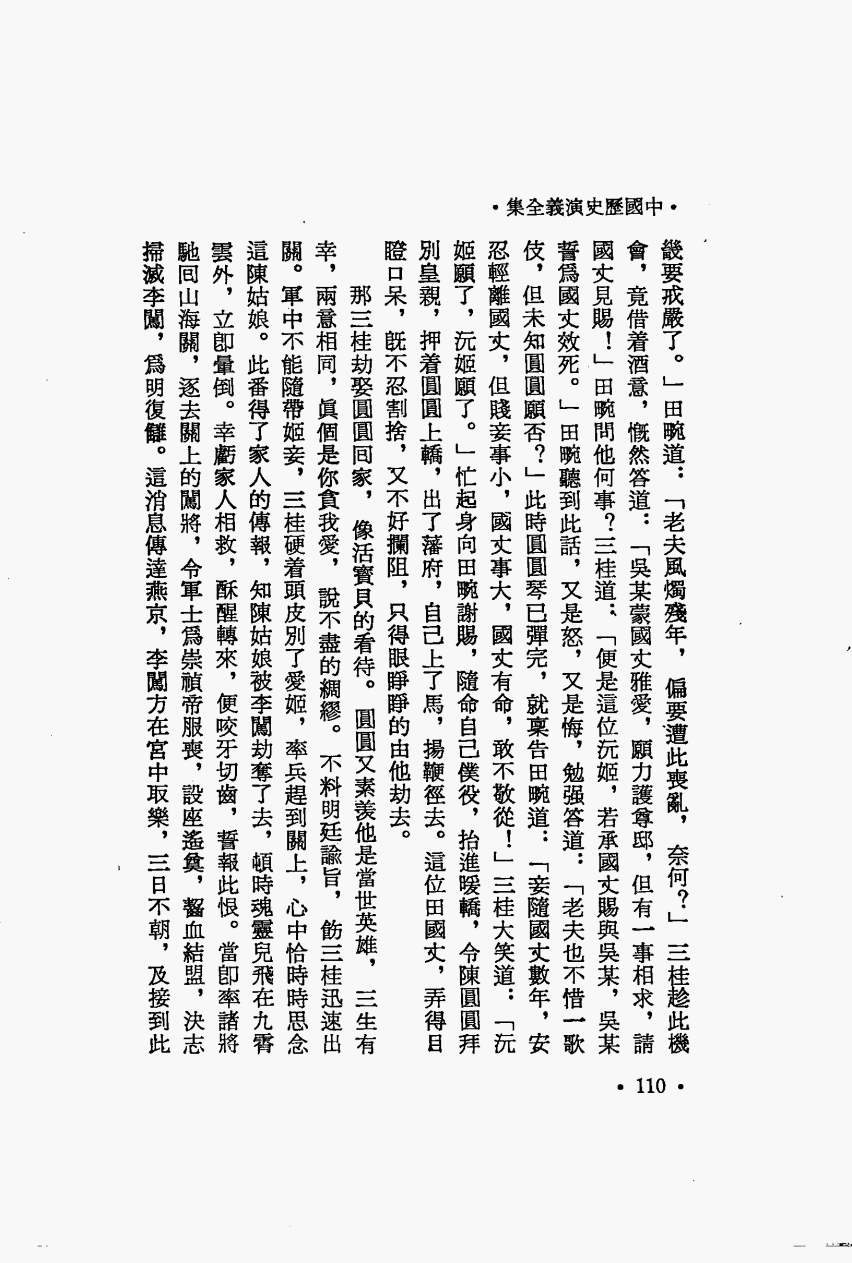 •中國歷史演義全集•
畿要戒嚴了。」田畹道：「老夫風燭殘年，偏要遭此喪亂，奈何？」三桂趁此機
會，竟借着酒意，慨然答道：「吳某蒙國丈雅愛，願力護尊邸，但有一事相求，請
國丈見賜！」田畹問他何事？三桂道：「便是這位沅姬，若承國丈賜與吳某，吳某
誓爲國丈效死。」田畹聽到此話，又是怒，又是悔，勉强答道：「老夫也不惜一歌
伎，但未知圓圓願否？」此時圓圓琴已彈完，就稟告田畹道：「妾隨國丈數年，安
忍輕離國丈，但賤妾事小，國丈事大，國丈有命，敢不敬從！」三桂大笑道：「沅
姬願了，沅姬願了。」忙起身向田畹謝賜，隨命自己僕役，抬進暖轎，令陳圓圓拜
別皇親，押着圓圓上轎，出了藩府，自己上了馬，揚鞭徑去。這位田國丈，弄得目
瞪口呆，旣不忍割捨，又不好攔阻，只得眼睜睜的由他劫去。
那三桂劫娶圓圓囘家，像活寶貝的看待。圓圓又素羨他是當世英雄，三生有
幸，兩意相同，眞個是你貪我愛，說不盡的綢繆。不料明廷諭旨，飭三桂迅速出
關。軍中不能隨帶姬妾，三桂硬着頭皮別了愛姬，率兵趕到關上，心中恰時時思念
這陳姑娘。此番得了家人的傳報，知陳姑娘被李闖劫奪了去，頓時魂靈兒飛在九霄
雲外，立卽暈倒。幸虧家人相救，酥醒轉來，便咬牙切齒，誓報此恨。當卽率諸將
馳囘山海關，逐去關上的闖將，令軍士爲崇禎帝服喪，設座遙奠，齧血結盟，決志
掃滅李闖，爲明復讎。這消息傳達燕京，李闖方在宮中取樂，三日不朝，及接到此
•110•